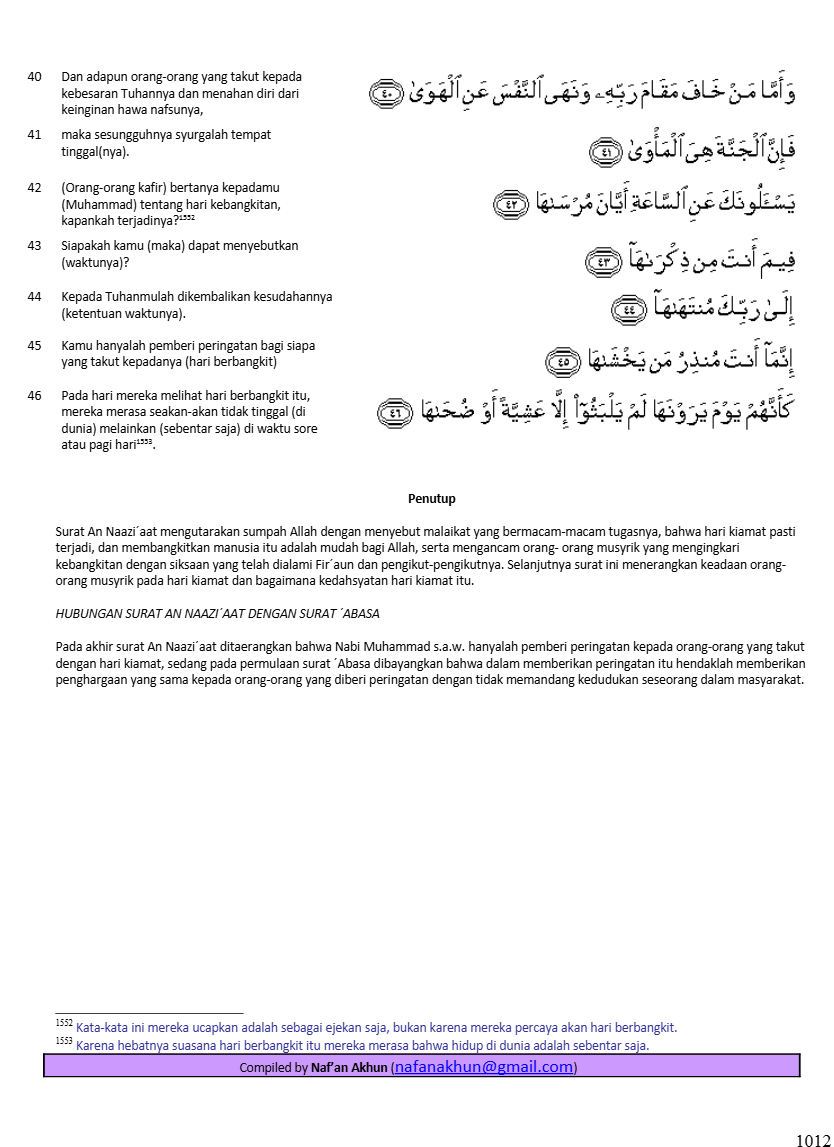 40 Dan adapun orang-orang yang takut kepada
kebesaran Tuhannya dan menahan diri dari
keinginan hawa nafsunya,
وَأَمَّا مَنْ خَافَ مَقَامَ رَبِّهِۦ وَنَهَى ٱلنَّفْسَ عَنِ ٱلْهَوَىٰ ٤٠
41 maka sesungguhnya syurgalah tempat
tinggal(nya).
فَإِنَّ ٱلْجَنَّةَ هِىَ ٱلْمَأْوَىٰ ٤١
42 (Orang-orang kafir) bertanya kepadamu
(Muhammad) tentang hari kebangkitan,
kapankah terjadinya?1552
يَسْـَٔلُونَكَ عَنِ ٱلسَّاعَةِ أَيَّانَ مُرْسَىٰهَا ٤٢
43 Siapakah kamu (maka) dapat menyebutkan
(waktunya)?
فِيمَ أَنتَ مِن ذِكْرَىٰهَآ ٤٣
44 Kepada Tuhanmulah dikembalikan kesudahannya
(ketentuan waktunya).
إِلَىٰ رَبِّكَ مُنتَهَىٰهَآ ٤٤
45 Kamu hanyalah pemberi peringatan bagi siapa
yang takut kepadanya (hari berbangkit)
إِنَّمَآ أَنتَ مُنذِرُ مَن يَخْشَىٰهَا ٤٥
46 Pada hari mereka melihat hari berbangkit itu,
mereka merasa seakan-akan tidak tinggal (di
dunia) melainkan (sebentar saja) di waktu sore
atau pagi hari1553.
كَأَنَّهُمْ يَوْمَ يَرَوْنَهَا لَمْ يَلْبَثُوٓا۟ إِلَّا عَشِيَّةً أَوْ ضُحَىٰهَا ٤٦
Penutup
Surat An Naazi´aat mengutarakan sumpah Allah dengan menyebut malaikat yang bermacam-macam tugasnya, bahwa hari kiamat pasti
terjadi, dan membangkitkan manusia itu adalah mudah bagi Allah, serta mengancam orang- orang musyrik yang mengingkari
kebangkitan dengan siksaan yang telah dialami Fir´aun dan pengikut-pengikutnya. Selanjutnya surat ini menerangkan keadaan orang-
orang musyrik pada hari kiamat dan bagaimana kedahsyatan hari kiamat itu.
HUBUNGAN SURAT AN NAAZI´AAT DENGAN SURAT ´ABASA
Pada akhir surat An Naazi´aat ditaerangkan bahwa Nabi Muhammad s.a.w. hanyalah pemberi peringatan kepada orang-orang yang takut
dengan hari kiamat, sedang pada permulaan surat ´Abasa dibayangkan bahwa dalam memberikan peringatan itu hendaklah memberikan
penghargaan yang sama kepada orang-orang yang diberi peringatan dengan tidak memandang kedudukan seseorang dalam masyarakat.
1552 Kata-kata ini mereka ucapkan adalah sebagai ejekan saja, bukan karena mereka percaya akan hari berbangkit.
1553 Karena hebatnya suasana hari berbangkit itu mereka merasa bahwa hidup di dunia adalah sebentar saja.
Compiled by Naf’an Akhun (nafanakhun@gmail.com)
1012